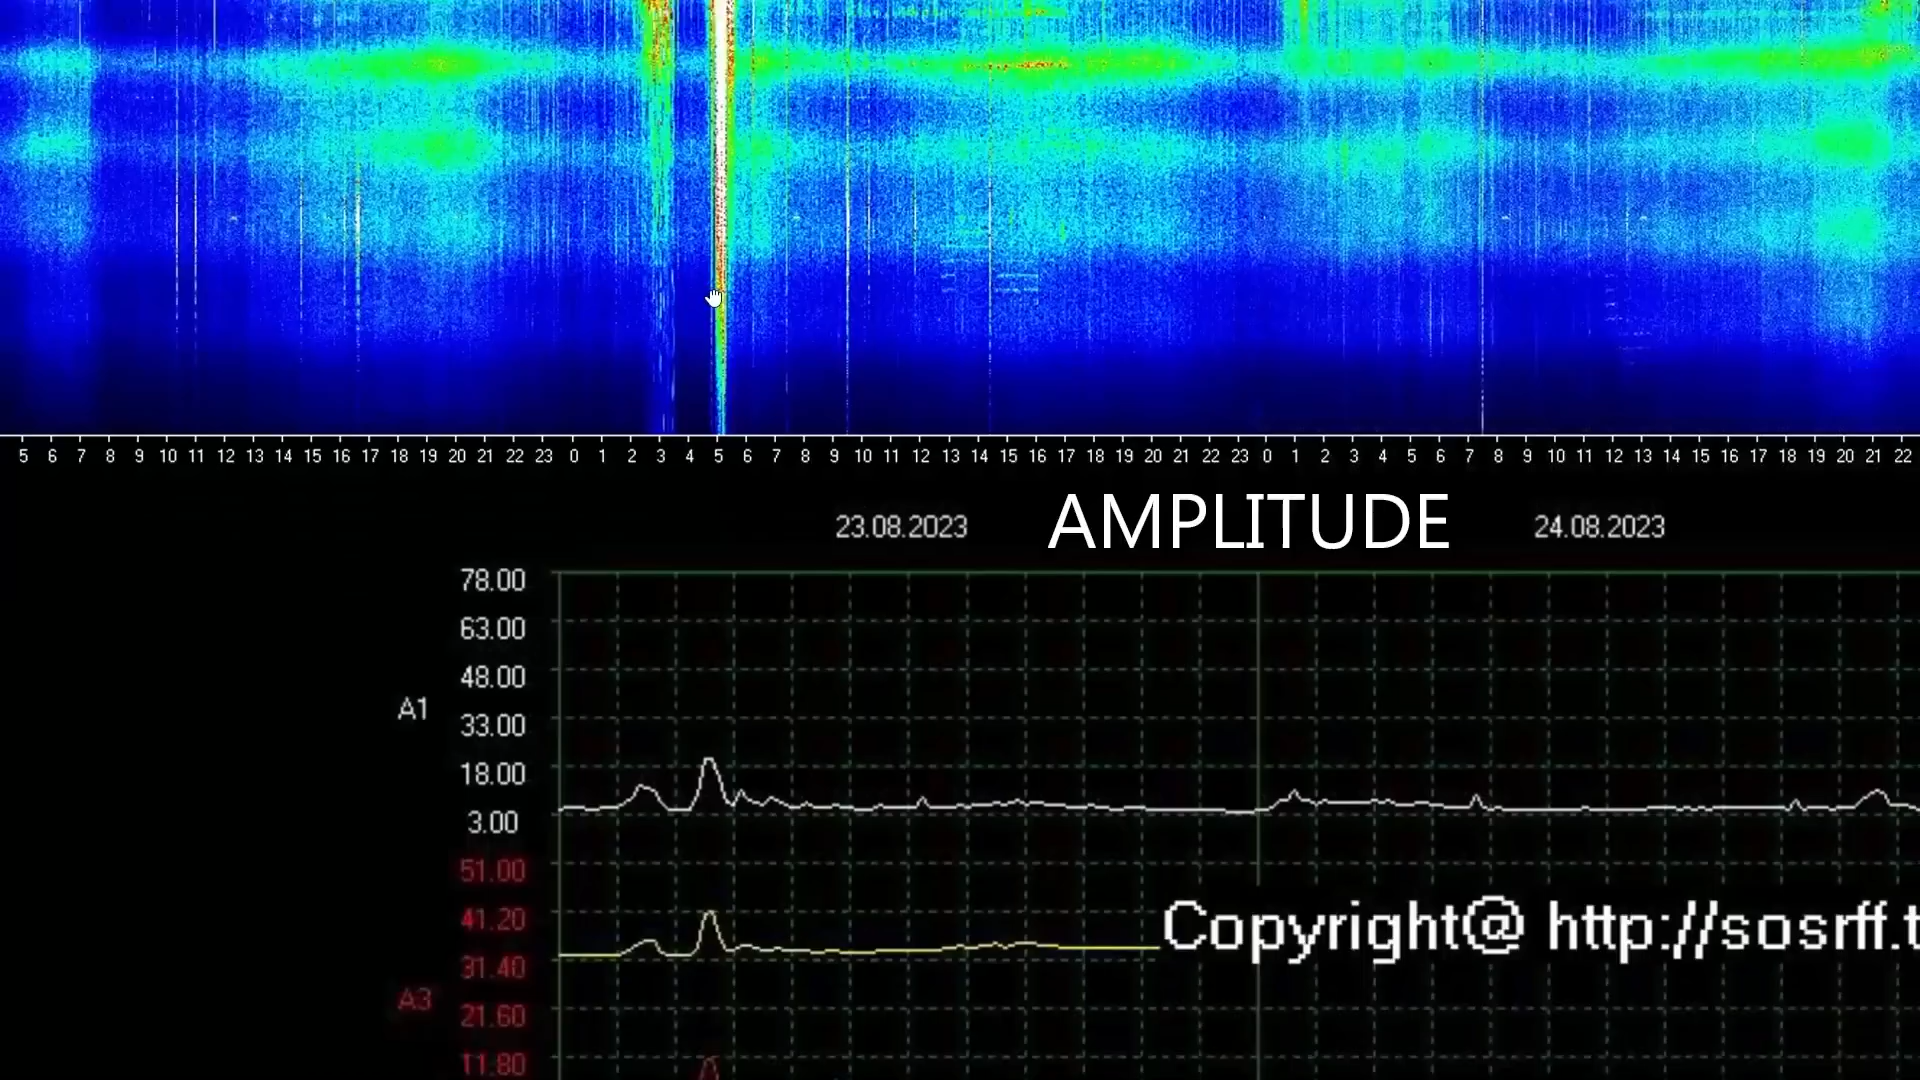 5 6 7 8 9 10 11 12 13 14 15 16 17 18 19 20 21 22 23 0 1 2 3 4 5 6 7 8 9 10 11 12 13 14 15 16 17 18 19 20 21 22 23 0 1 2 3 4 5 6 7 8 9 10 11 12 13 14 15 16 17 18 19 20 21 22
23.08.2023 AMPLITUDE 24.08.2023
78.00
63.00
48.00
A1
33.00
18.00
3.00
51.00
41.20
Copyright@ http://sosrff.t
31.40
A3
21.60
11.80